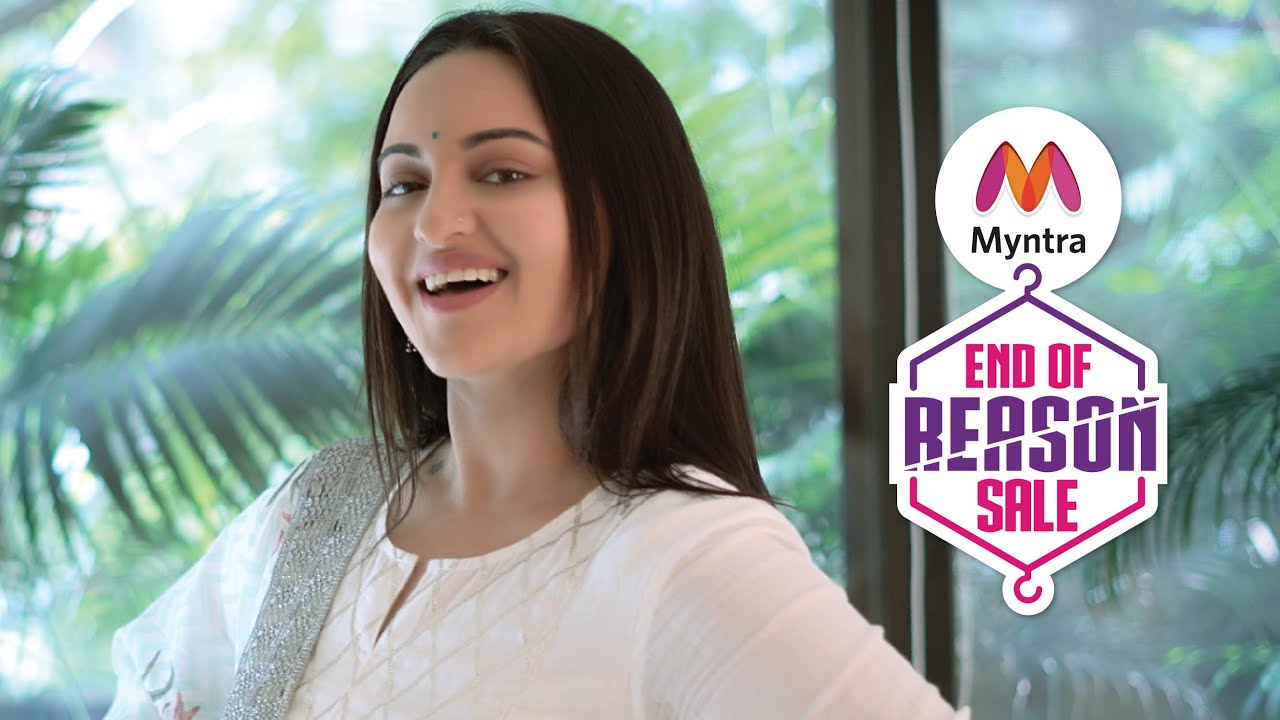 Myntra
END OF
REASON
SALE